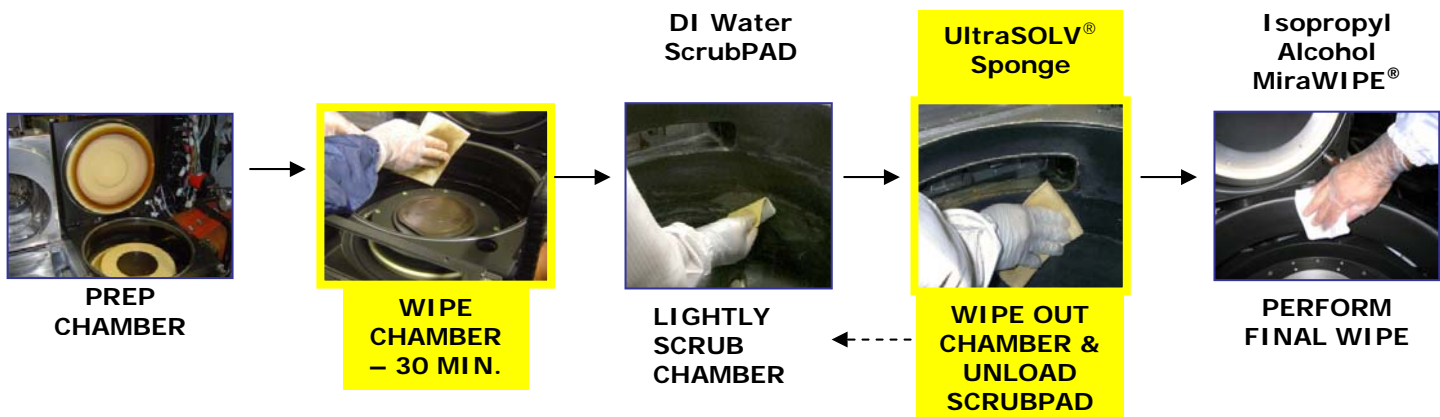 DI Water
ScrubPAD
UltraSOLV®
Sponge
Isopropyl
Alcohol
MiraWIPE®
PREP
CHAMBER
WIPE
CHAMBER
– 30 MIN.
LIGHTLY
SCRUB
CHAMBER
WIPE OUT
CHAMBER &
UNLOAD
SCRUBPAD
PERFORM
FINAL WIPE